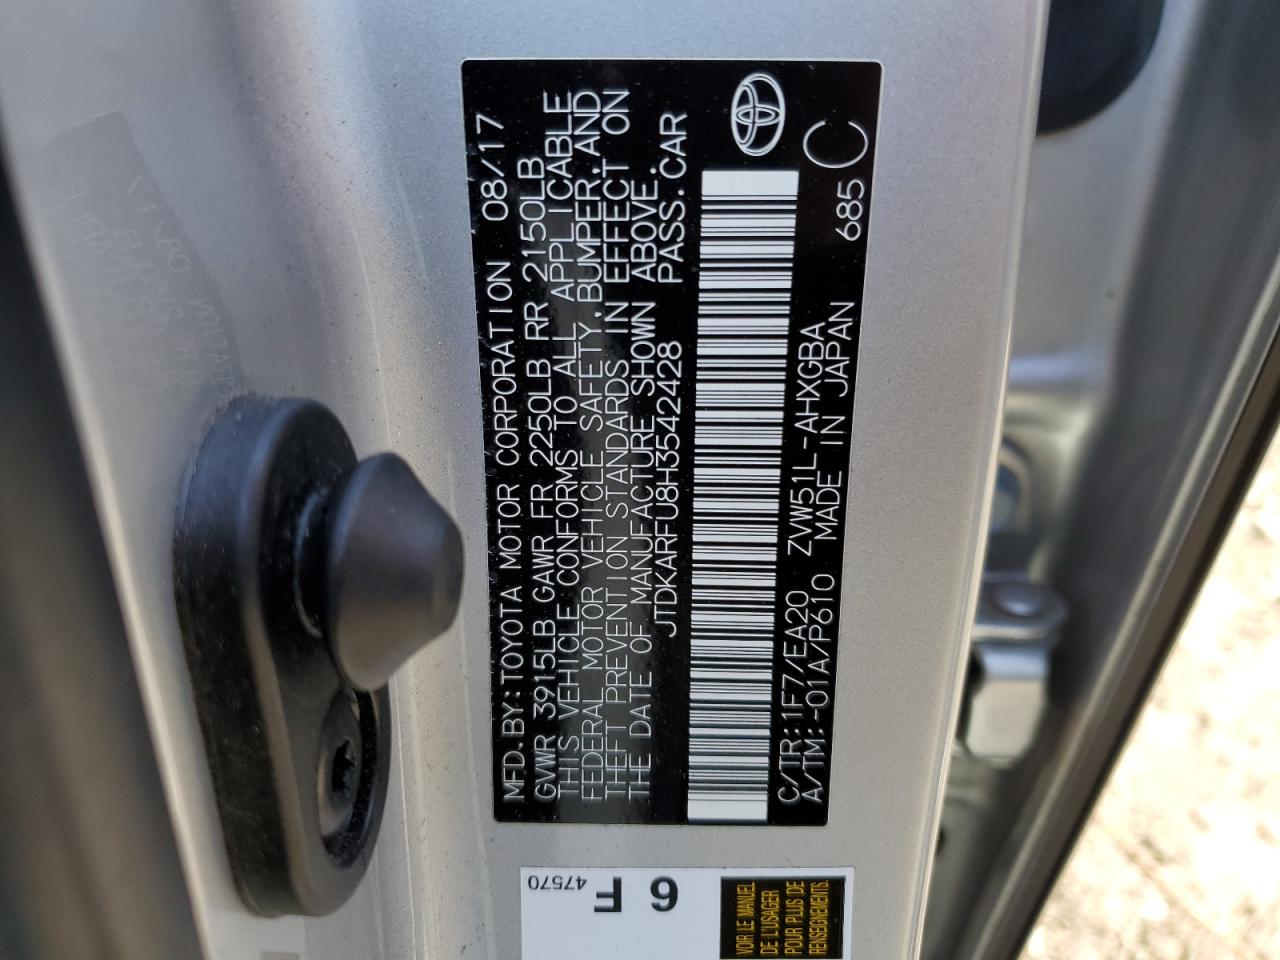 MFD.BY:TOYOTA MOTOR CORPORATION 08/17
GVWR 3915LB GAWR FR 2250LB RR 2150LB
THIS VEHICLE CONFORMS TO ALL APPLICABLE
FEDERAL MOTOR VEHICLE SAFETY,BUMPER,AND
THEFT PREVENTION STANDARDS IN EFFECT ON
THE DATE OF MANUFACTURE SHOWN ABOVE.
JTDKARFU8H3542428 PASS.CAR
C/TR:1F7/EA20 ZVW51L-AHXGBA 685
A/TM:-01A/P610 MADE IN JAPAN
C
6 F
47570
VOIR LE MANUEL
DE L'USAGER
POUR PLUS DE
RENSEIGNEMENTS.